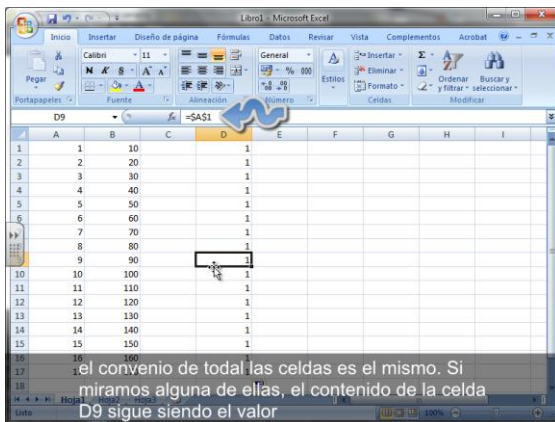 Libro1 - Microsoft Excel
Inicio Insertar Diseño de página Fórmulas Datos Revisar Vista Complementos Acrobat
Pegar
Calibri 11
N K S A A
General
% 000
Estilos
Insertar
Eliminar
Formato
Σ
Ordenar y filtrar
Buscar y seleccionar
Portapapeles Fuente Alineación Número Celdas Modificar
D9 fx =$A$1
A B C D E F G H I
1 1 10 1
2 2 20 1
3 3 30 1
4 4 40 1
5 5 50 1
6 6 60 1
7 7 70 1
8 80 1
9 90 1
10 10 100 1
11 11 110 1
12 12 120 1
13 13 130 1
14 14 140 1
15 15 150 1
16 16 160 1
17 1
18
el convenio de todal las celdas es el mismo. Si
miramos alguna de ellas, el contenido de la celda
D9 sigue siendo el valor
Hoja1 Hoja2 Hoja3
Listo 100%